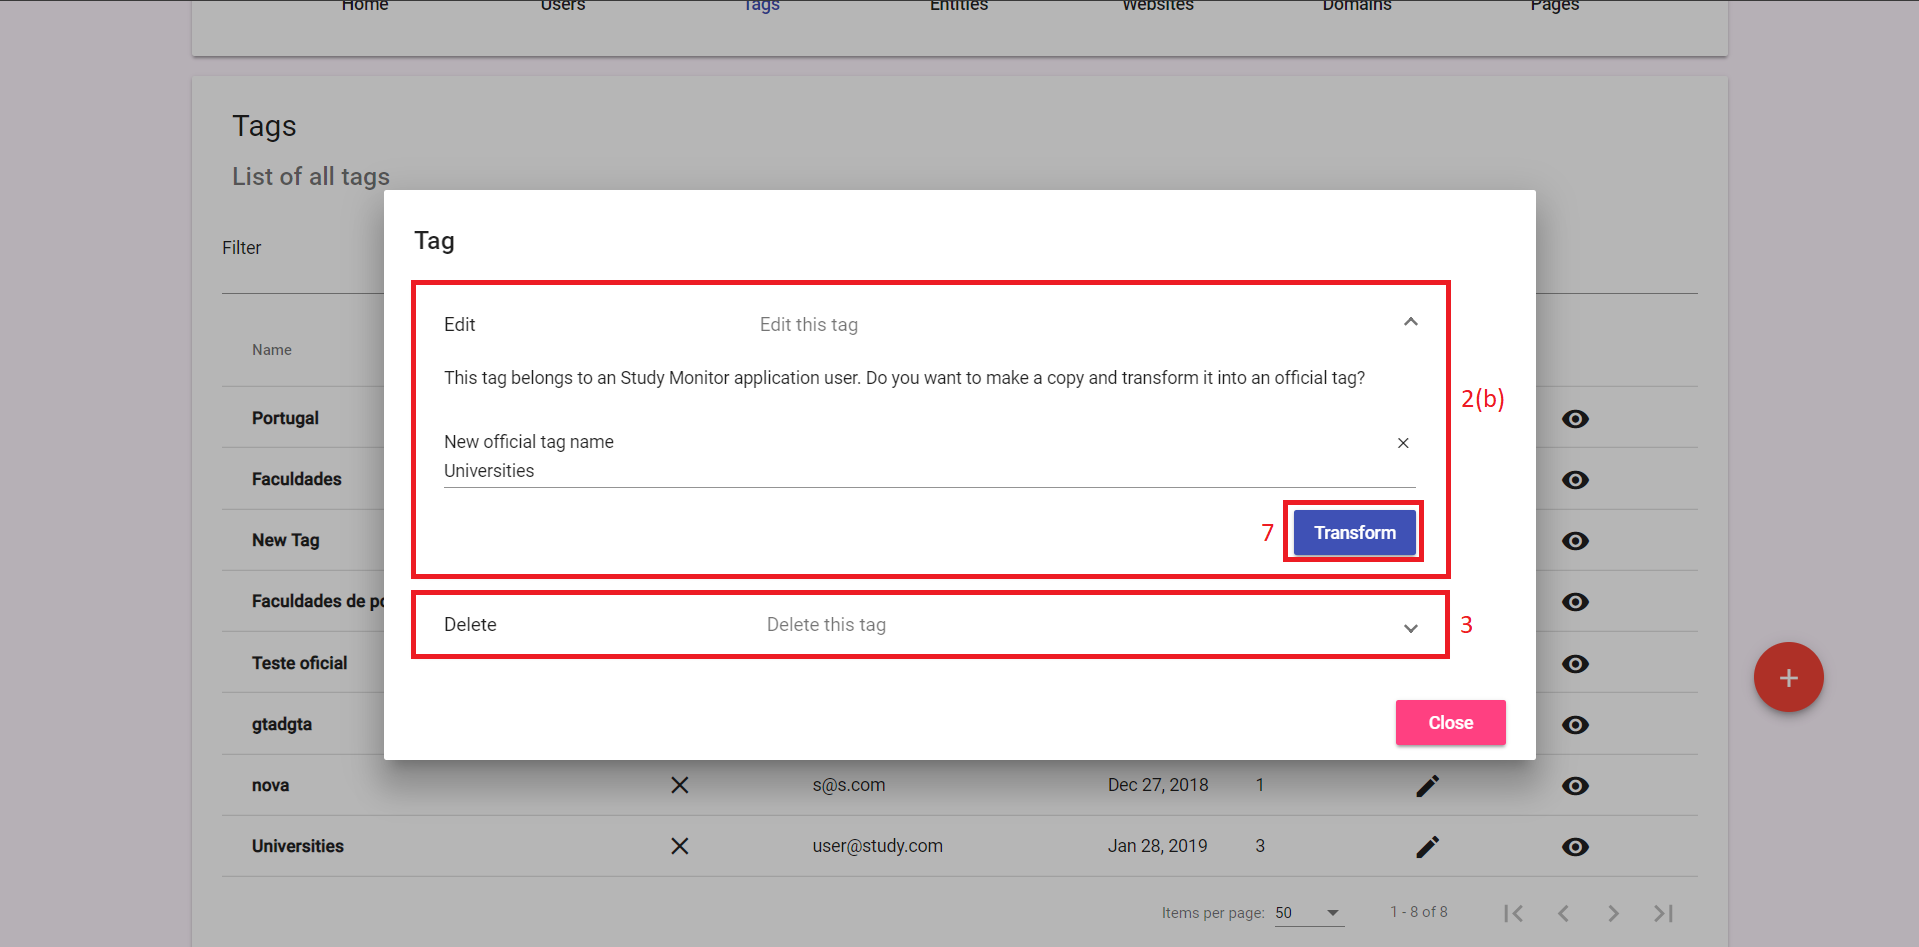 Home Users Tags Entities Websites Domains Pages
Tags
List of all tags
Filter
Name
Portugal
Faculdades
New Tag
Faculdades de po
Teste oficial
gtadgta
nova s@s.com Dec 27, 2018 1
Universities user@study.com Jan 28, 2019 3
Items per page: 50 1 - 8 of 8
Tag
Edit Edit this tag
This tag belongs to an Study Monitor application user. Do you want to make a copy and transform it into an official tag?
2(b)
New official tag name
Universities
7 Transform
Delete Delete this tag
3
Close